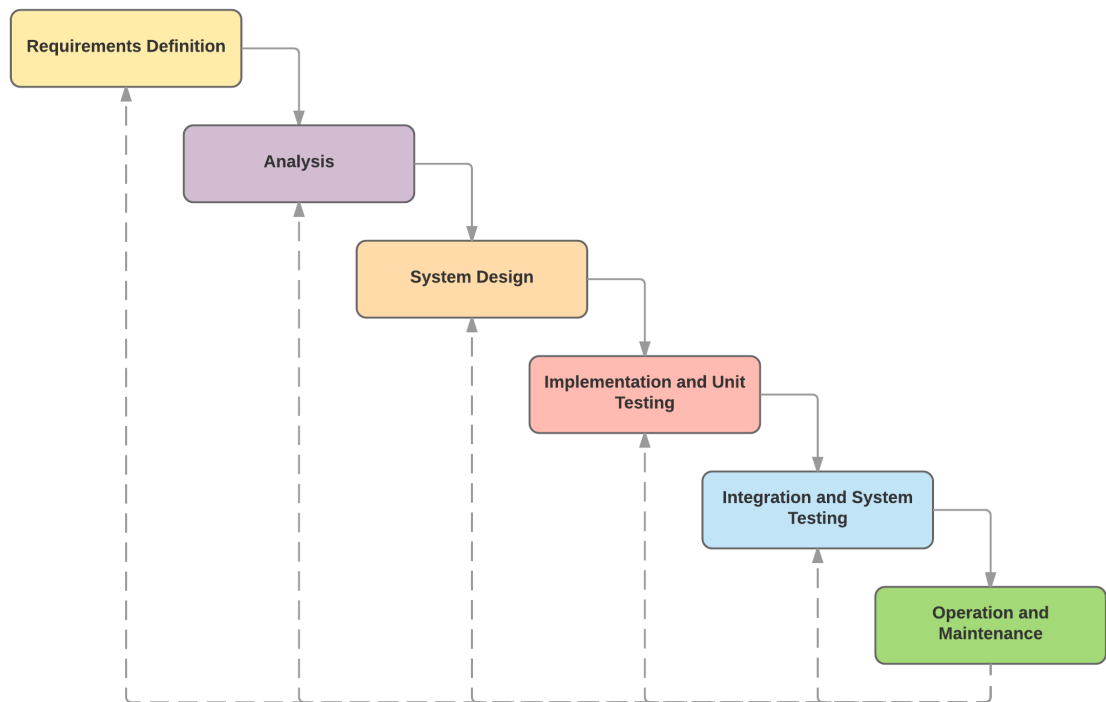 Requirements Definition
Analysis
System Design
Implementation and Unit
Testing
Integration and System
Testing
Operation and
Maintenance